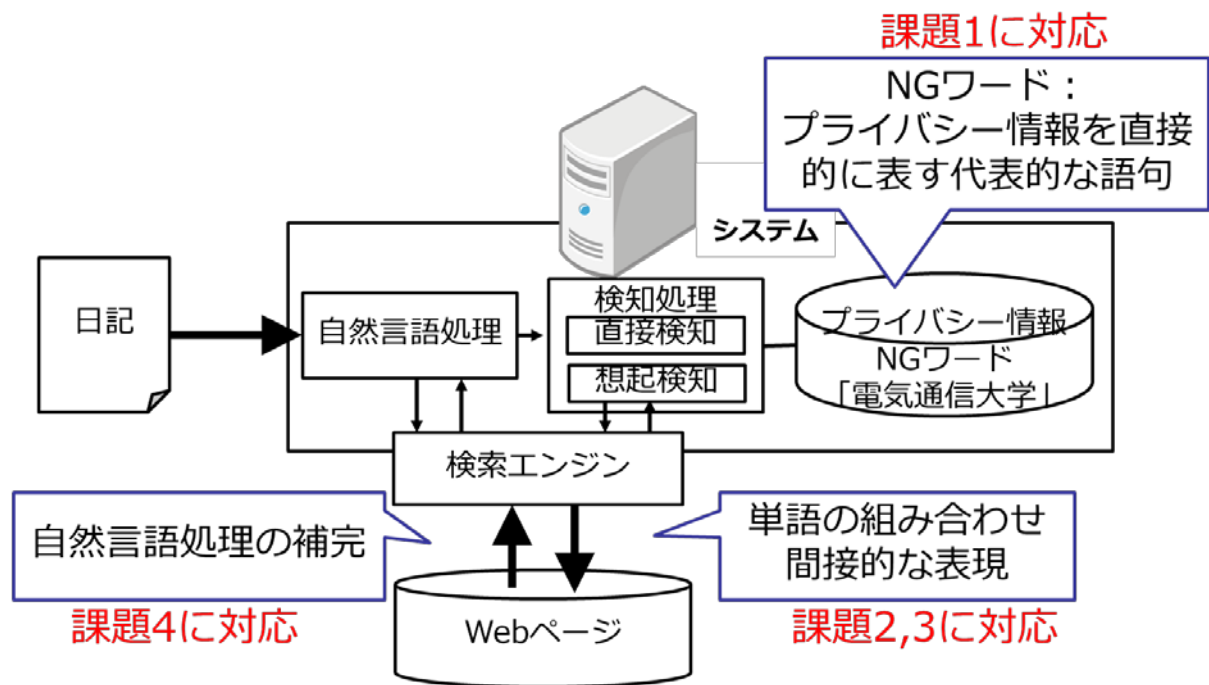 課題1に対応
NGワード：
プライバシー情報を直接
的に表す代表的な語句
システム
日記
自然言語処理
検知処理
直接検知
想起検知
プライバシー情報
NGワード
「電気通信大学」
検索エンジン
自然言語処理の補完
課題4に対応
単語の組み合わせ
間接的な表現
課題2,3に対応
Webページ